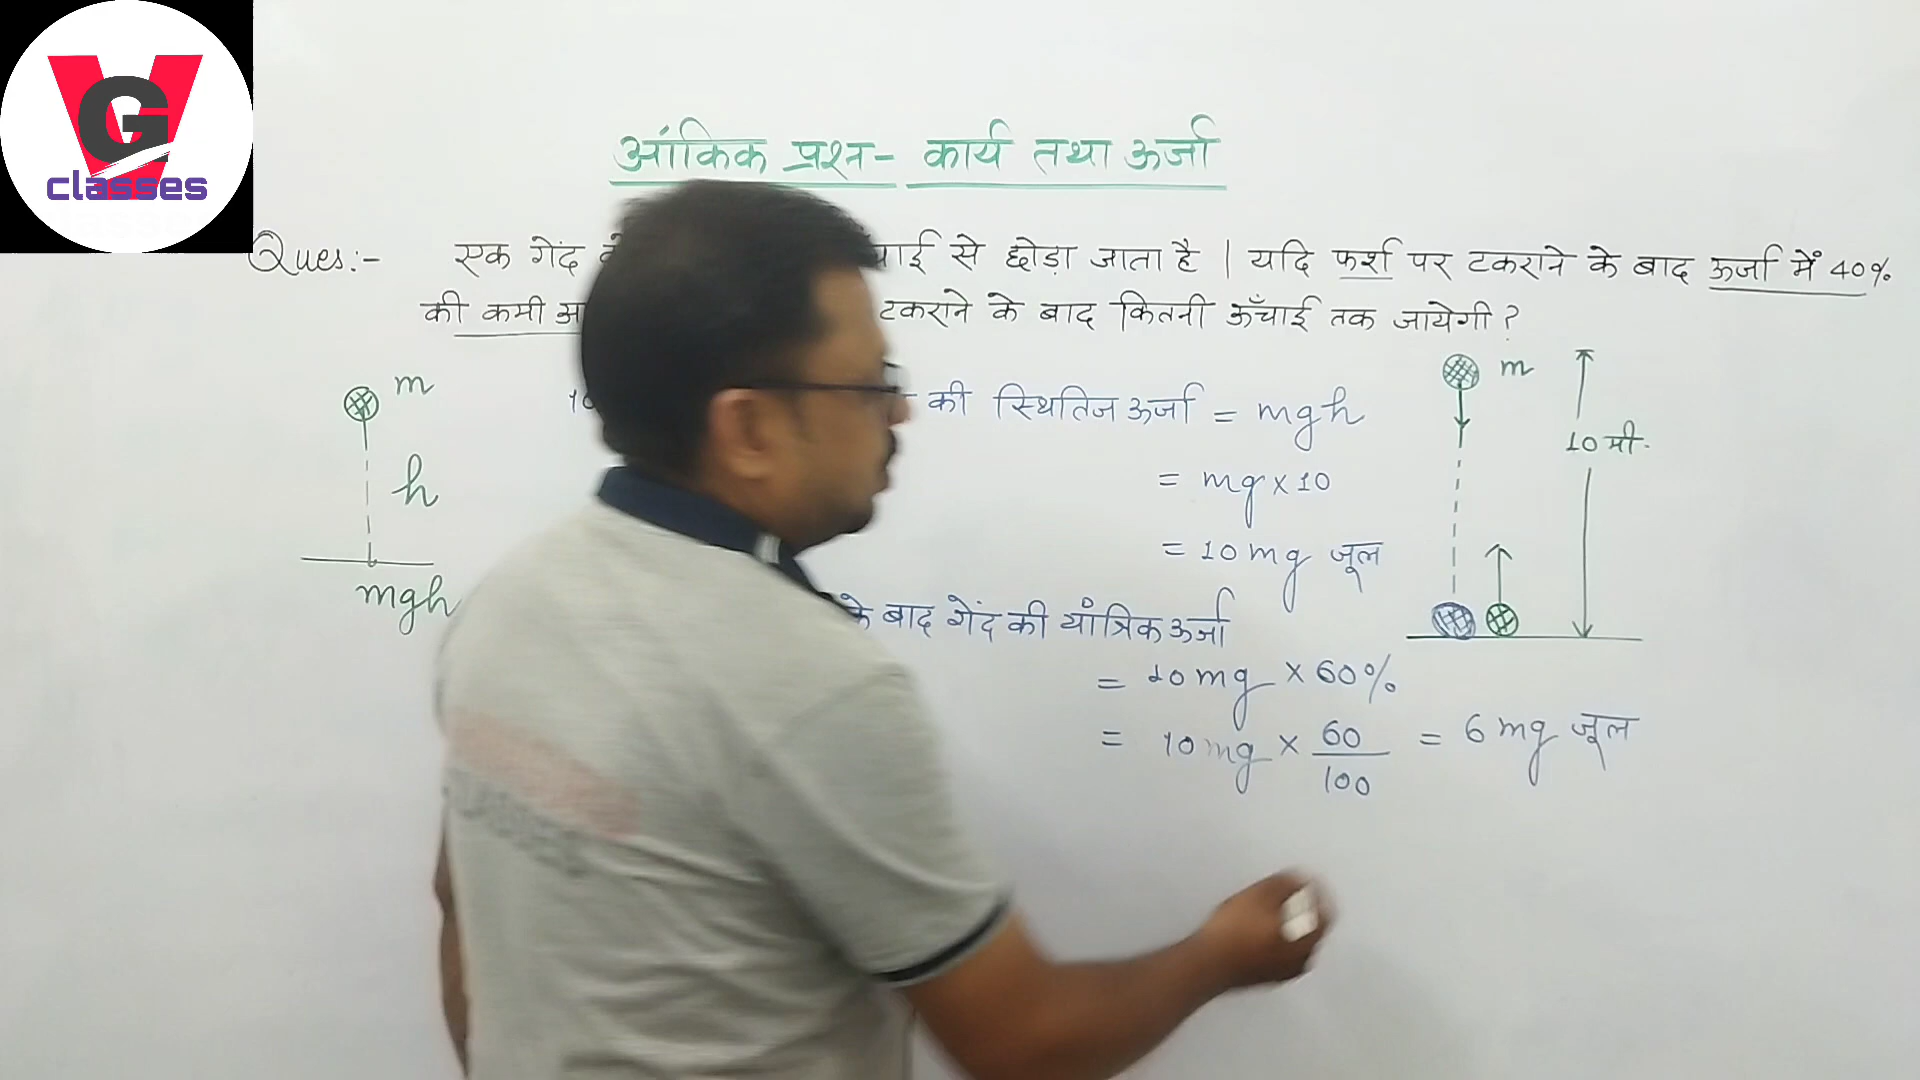 VG
classes
आंकिक प्रश्न- कार्य तथा ऊर्जा
Ques:- एक गेंद से छोड़ा जाता है | यदि फर्श पर टकराने के बाद ऊर्जा में 40%
की कमी टकराने के बाद कितनी ऊँचाई तक जायेगी ?
m
h
mgh
की स्थितिज ऊर्जा = mgh
= mg x 10
= 10 mg जूल
के बाद गेंद की यांत्रिक ऊर्जा
= 10 mg x 60%
= 10 mg x 60/100 = 6 mg जूल
m
10 मी.